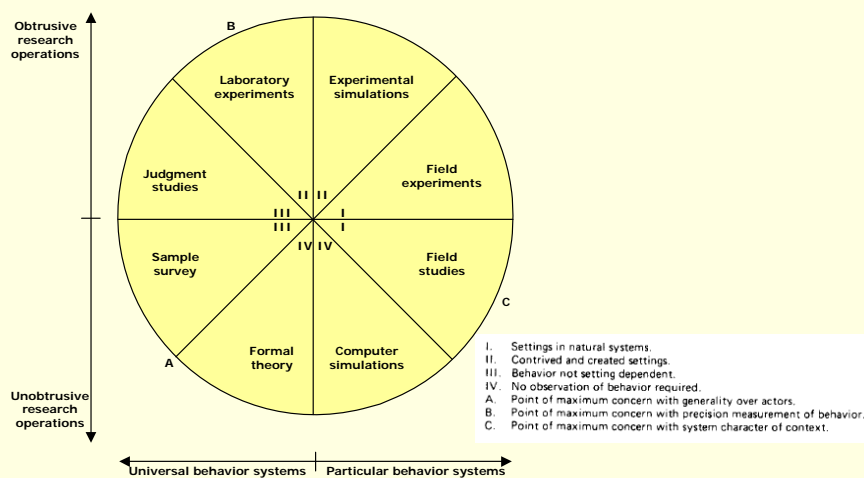 Obtrusive
research
operations
B
Laboratory
experiments
Experimental
simulations
Judgment
studies
Field
experiments
II II
III I
III I
IV IV
Sample
survey
Field
studies
C
A
Formal
theory
Computer
simulations
Unobtrusive
research
operations
I. Settings in natural systems.
II. Contrived and created settings.
III. Behavior not setting dependent.
IV. No observation of behavior required.
A. Point of maximum concern with generality over actors.
B. Point of maximum concern with precision measurement of behavior.
C. Point of maximum concern with system character of context.
Universal behavior systems Particular behavior systems